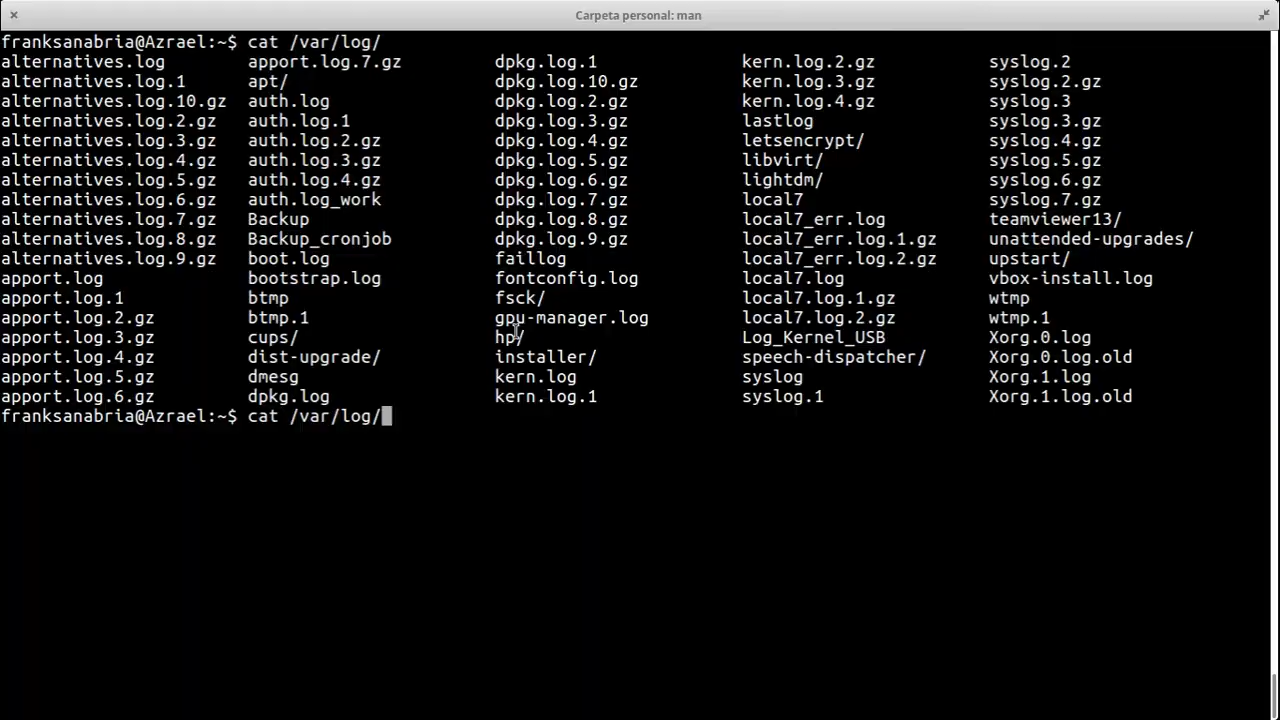 Carpeta personal: man
franksanabria@Azrael:~$ cat /var/log/
alternatives.log apport.log.7.gz dpkg.log.1 kern.log.2.gz syslog.2
alternatives.log.1 apt/ dpkg.log.10.gz kern.log.3.gz syslog.2.gz
alternatives.log.10.gz auth.log dpkg.log.2.gz kern.log.4.gz syslog.3
alternatives.log.2.gz auth.log.1 dpkg.log.3.gz lastlog syslog.3.gz
alternatives.log.3.gz auth.log.2.gz dpkg.log.4.gz letsencrypt/ syslog.4.gz
alternatives.log.4.gz auth.log.3.gz dpkg.log.5.gz libvirt/ syslog.5.gz
alternatives.log.5.gz auth.log.4.gz dpkg.log.6.gz lightdm/ syslog.6.gz
alternatives.log.6.gz auth.log_work dpkg.log.7.gz local7 syslog.7.gz
alternatives.log.7.gz Backup dpkg.log.8.gz local7_err.log teamviewer13/
alternatives.log.8.gz Backup_cronjob dpkg.log.9.gz local7_err.log.1.gz unattended-upgrades/
alternatives.log.9.gz boot.log faillog local7_err.log.2.gz upstart/
apport.log bootstrap.log fontconfig.log local7.log vbox-install.log
apport.log.1 btmp fsck/ local7.log.1.gz wtmp
apport.log.2.gz btmp.1 gpu-manager.log local7.log.2.gz wtmp.1
apport.log.3.gz cups/ hp/ Log_Kernel_USB Xorg.0.log
apport.log.4.gz dist-upgrade/ installer/ speech-dispatcher/ Xorg.0.log.old
apport.log.5.gz dmesg kern.log syslog Xorg.1.log
apport.log.6.gz dpkg.log kern.log.1 syslog.1 Xorg.1.log.old
franksanabria@Azrael:~$ cat /var/log/